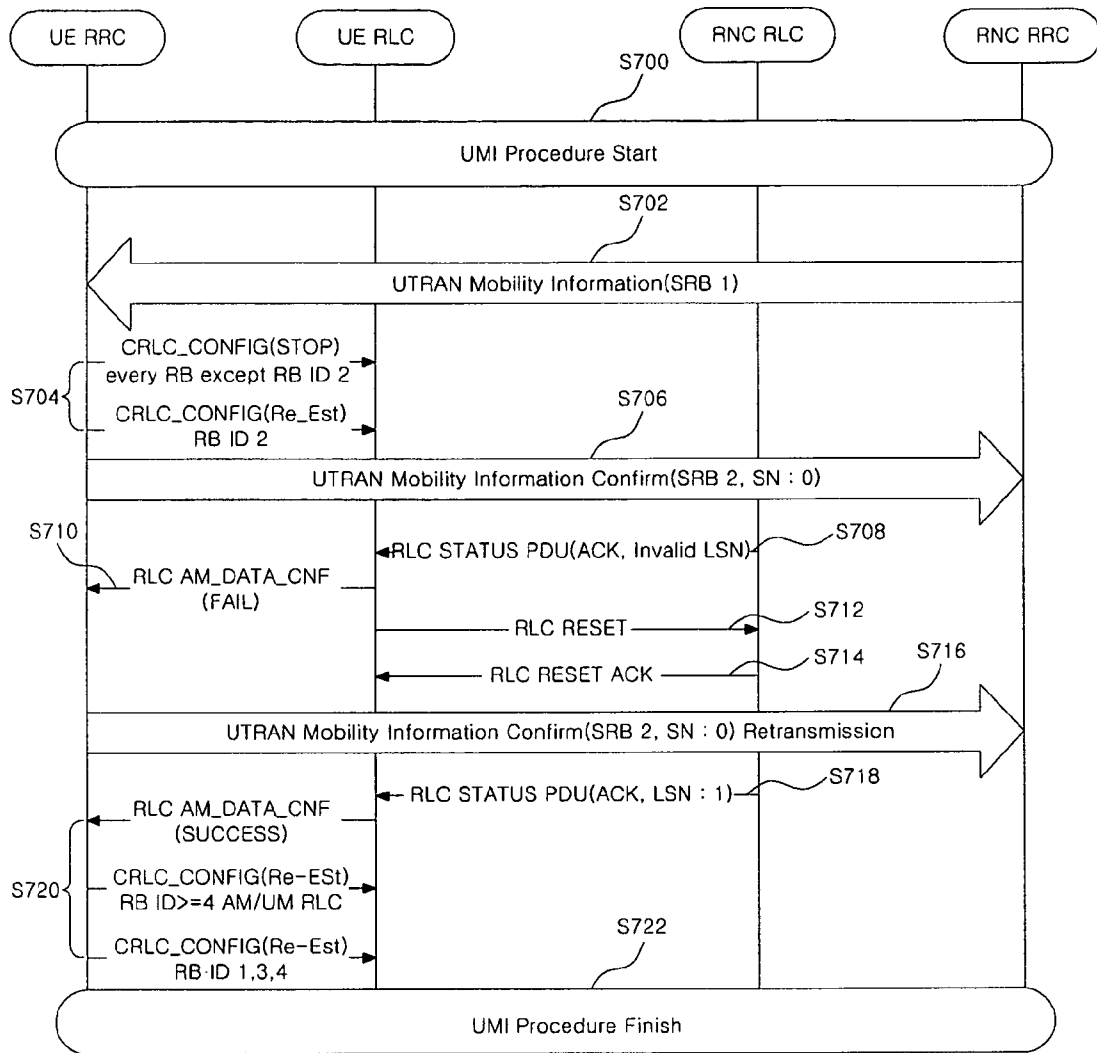 UE RRC
UE RLC
RNC RLC
RNC RRC
S700
UMI Procedure Start
S702
UTRAN Mobility Information(SRB 1)
CRLC_CONFIG(STOP)
every RB except RB ID 2
S704
S706
CRLC_CONFIG(Re_Est)
RB ID 2
UTRAN Mobility Information Confirm(SRB 2, SN : 0)
S710
S708
RLC STATUS PDU(ACK, Invalid LSN)
RLC AM_DATA_CNF
(FAIL)
S712
RLC RESET
S714
RLC RESET ACK
S716
UTRAN Mobility Information Confirm(SRB 2, SN : 0) Retransmission
S718
RLC STATUS PDU(ACK, LSN : 1)
RLC AM_DATA_CNF
(SUCCESS)
S720
CRLC_CONFIG(Re-ESt)
RB ID>=4 AM/UM RLC
S722
CRLC_CONFIG(Re-Est)
RB·ID 1,3,4
UMI Procedure Finish